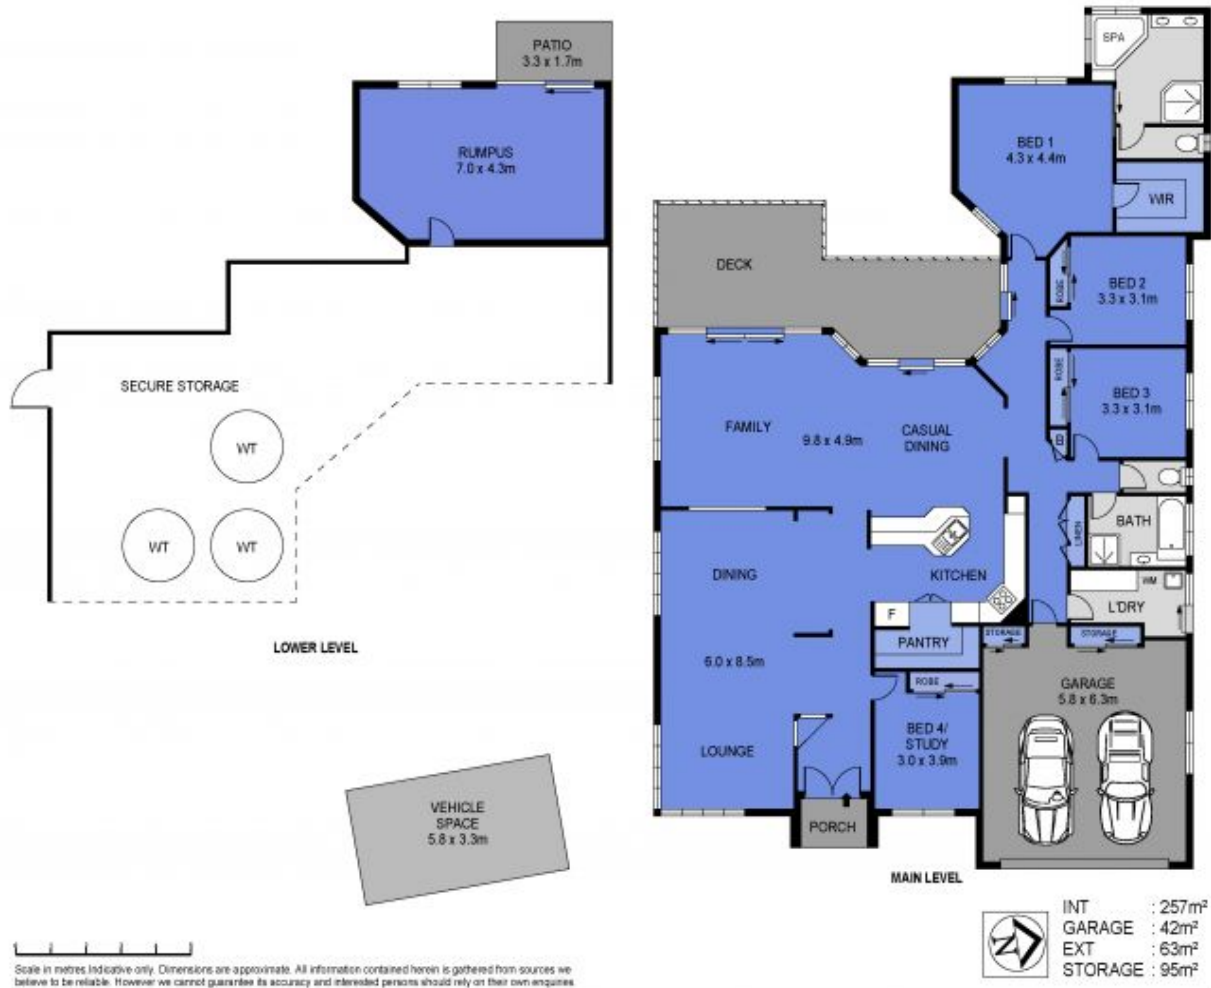 PATIO
3.3 x 1.7m
RUMPUS
7.0 x 4.3m
SECURE STORAGE
WT
WT
WT
LOWER LEVEL
VEHICLE
SPACE
5.8 x 3.3m
SPA
BED 1
4.3 x 4.4m
WIR
DECK
ROBE
BED 2
3.3 x 3.1m
ROBE
BED 3
3.3 x 3.1m
B
FAMILY
9.8 x 4.9m
CASUAL
DINING
LINEN
BATH
DINING
KITCHEN
WM
L'DRY
F
PANTRY
STORAGE
STORAGE
6.0 x 8.5m
ROBE
GARAGE
5.8 x 6.3m
LOUNGE
BED 4/
STUDY
3.0 x 3.9m
PORCH
MAIN LEVEL
N
INT : 257m²
GARAGE : 42m²
EXT : 63m²
STORAGE : 95m²
Scale in metres.Indicative only. Dimensions are approximate. All information contained herein is gathered from sources we
believe to be reliable. However we cannot guarantee its accuracy and interested persons should rely on their own enquiries